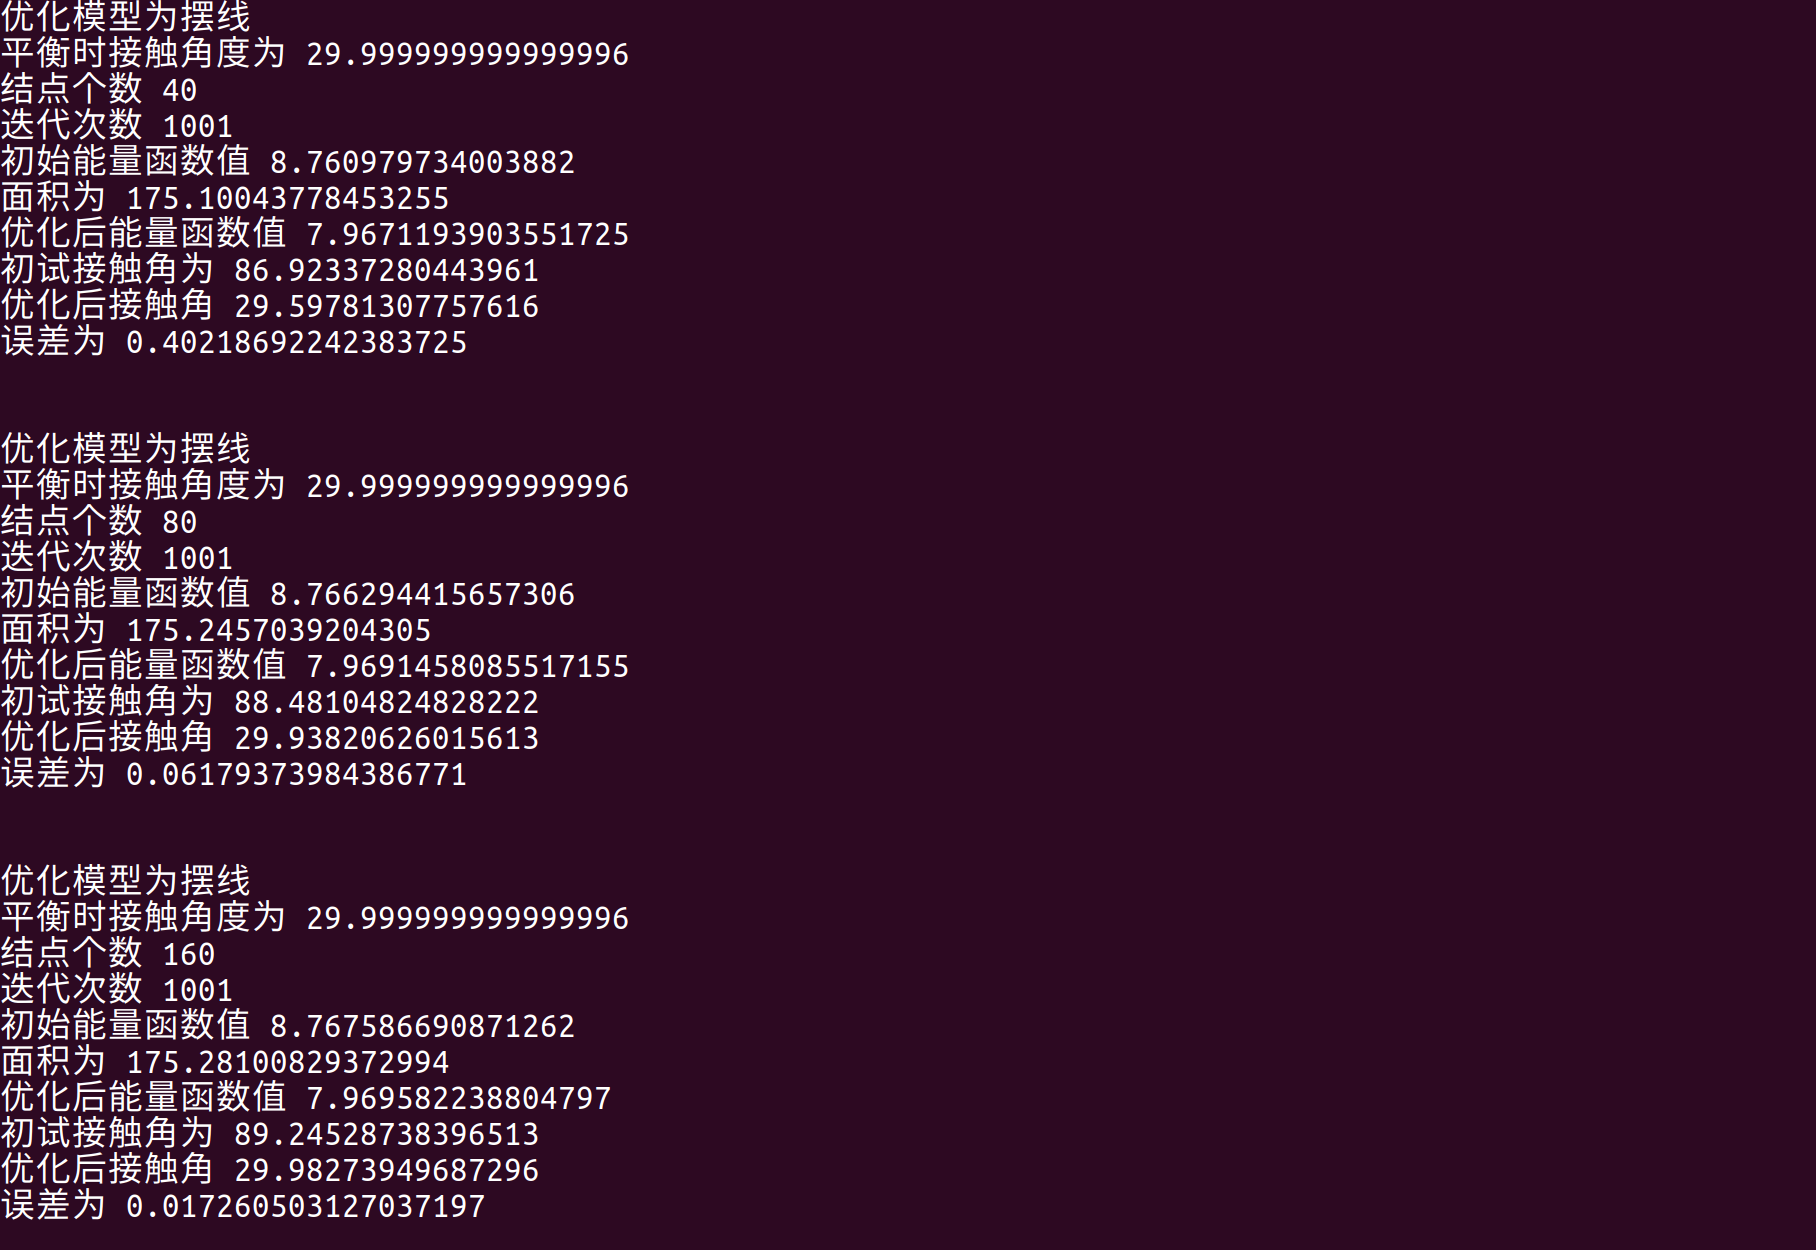 优化模型为摆线
平衡时接触角度为 29.999999999999996
结点个数 40
迭代次数 1001
初始能量函数值 8.760979734003882
面积为 175.10043778453255
优化后能量函数值 7.9671193903551725
初试接触角为 86.92337280443961
优化后接触角 29.59781307757616
误差为 0.40218692242383725
优化模型为摆线
平衡时接触角度为 29.999999999999996
结点个数 80
迭代次数 1001
初始能量函数值 8.766294415657306
面积为 175.2457039204305
优化后能量函数值 7.9691458085517155
初试接触角为 88.48104824828222
优化后接触角 29.93820626015613
误差为 0.06179373984386771
优化模型为摆线
平衡时接触角度为 29.999999999999996
结点个数 160
迭代次数 1001
初始能量函数值 8.767586690871262
面积为 175.28100829372994
优化后能量函数值 7.969582238804797
初试接触角为 89.24528738396513
优化后接触角 29.98273949687296
误差为 0.017260503127037197